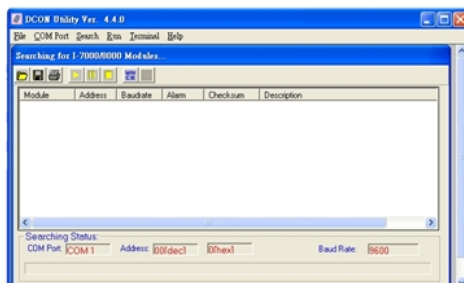 DCON Utility Ver. 4.4.0
File COM Port Search Run Terminal Help
Searching for I-7000/8000 Modules...
Module Address Baudrate Alarm Checksum Description
Searching Status:
COM Port: COM 1 Address: 00[dec] 0[hex] Baud Rate: 9600